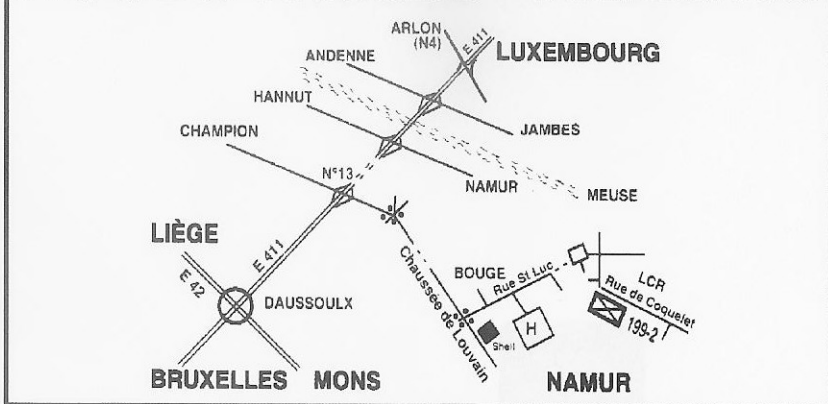 ARLON
(N4)
E 411
LUXEMBOURG
ANDENNE
HANNUT
JAMBES
CHAMPION
N°13
NAMUR
MEUSE
LIÈGE
E 42
E 411
DAUSSOULX
Chaussée de Louvain
BOUGE
Rue St Luc
LCR
Rue de Coquelet
199-2
H
Shell
BRUXELLES
MONS
NAMUR